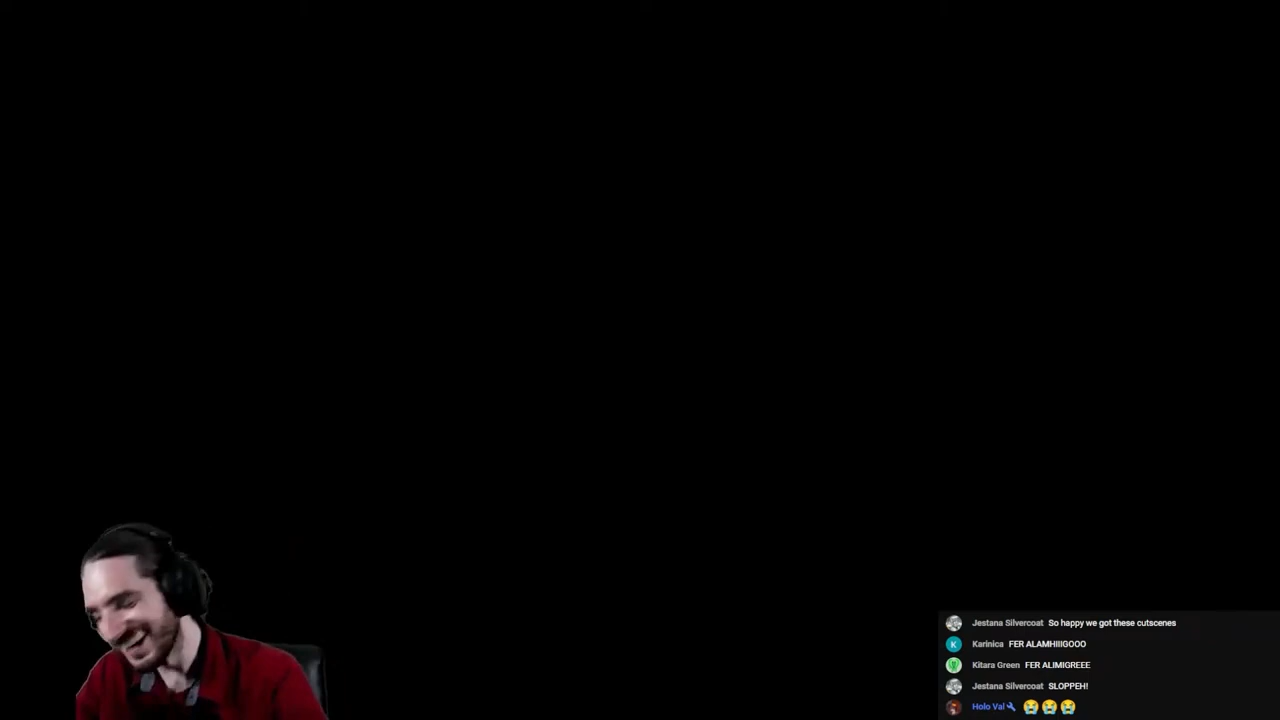 Jestana Silvercoat So happy we got these cutscenes
K Karinica FER ALAMHIIIGOOO
Kitara Green FER ALIMIGREEE
Jestana Silvercoat SLOPPEH!
Holo Val 😭😭😭